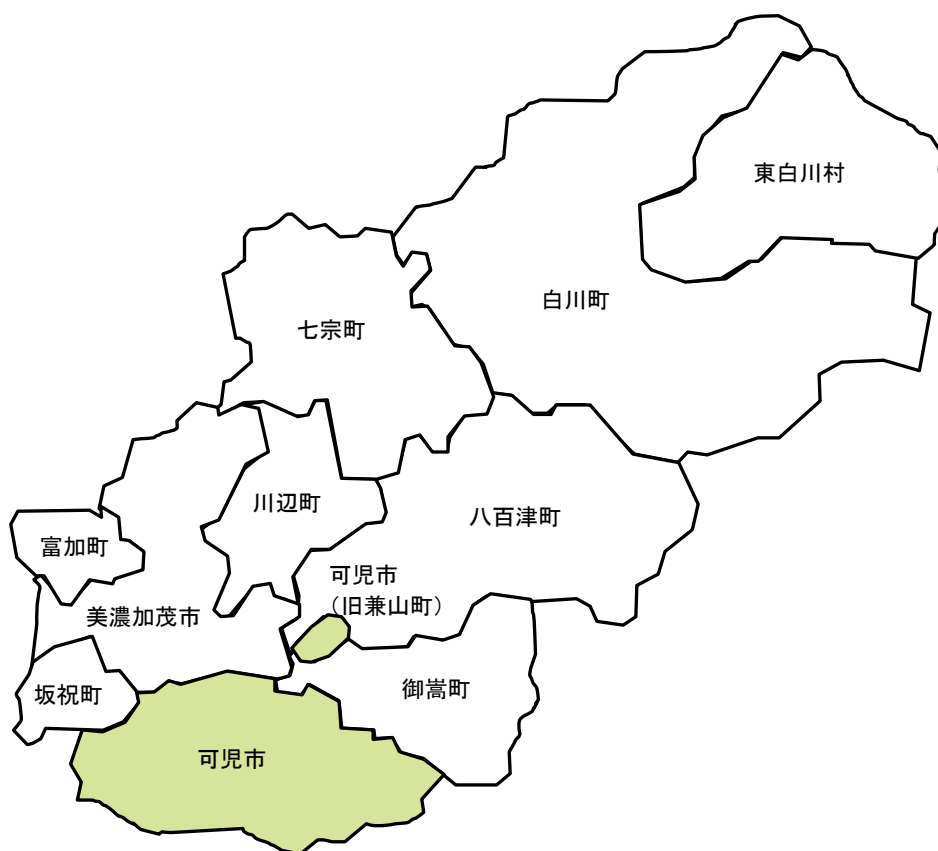 東白川村
白川町
七宗町
川辺町
八百津町
富加町
可児市
（旧兼山町）
美濃加茂市
坂祝町
御嵩町
可児市